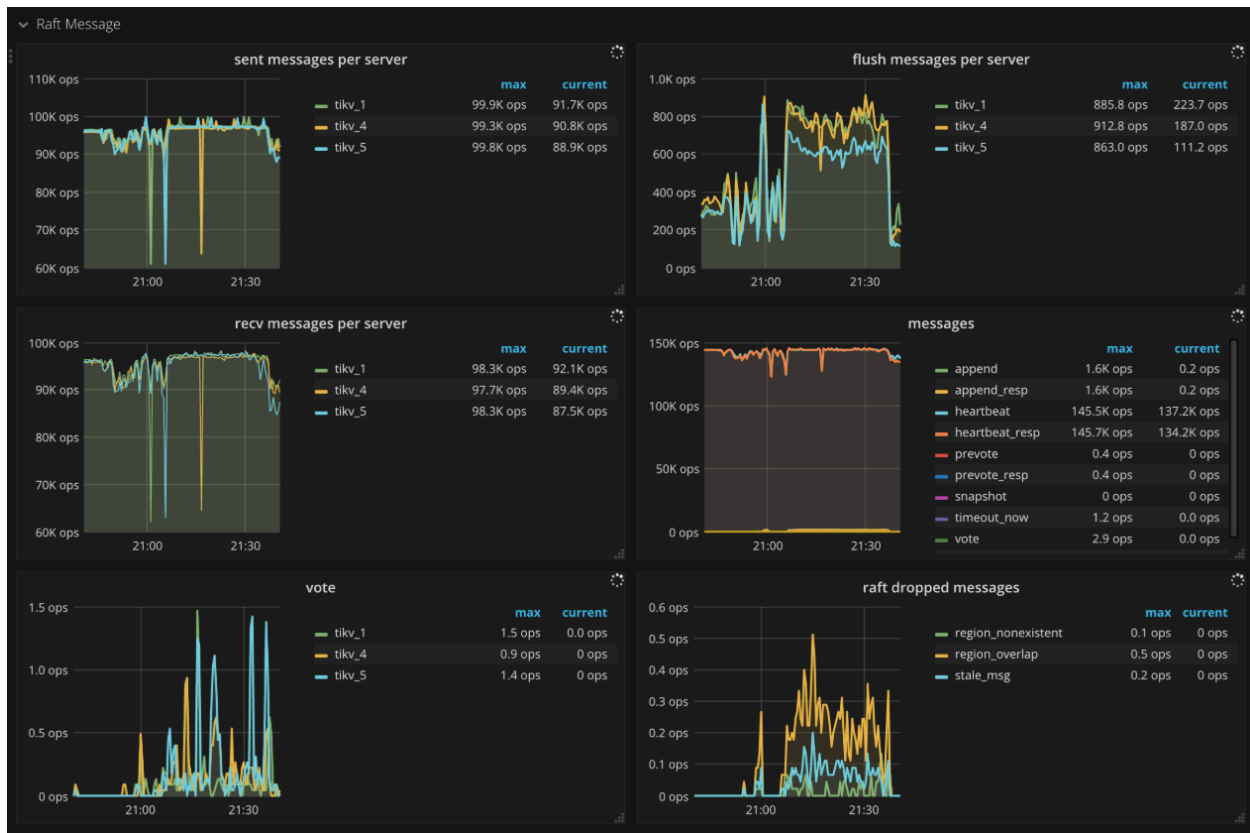 Raft Message
sent messages per server
110K ops
100K ops
90K ops
80K ops
70K ops
60K ops
21:00 21:30
max current
tikv_1 99.9K ops 91.7K ops
tikv_4 99.3K ops 90.8K ops
tikv_5 99.8K ops 88.9K ops
flush messages per server
1.0K ops
800 ops
600 ops
400 ops
200 ops
0 ops
21:00 21:30
max current
tikv_1 885.8 ops 223.7 ops
tikv_4 912.8 ops 187.0 ops
tikv_5 863.0 ops 111.2 ops
recv messages per server
100K ops
90K ops
80K ops
70K ops
60K ops
21:00 21:30
max current
tikv_1 98.3K ops 92.1K ops
tikv_4 97.7K ops 89.4K ops
tikv_5 98.3K ops 87.5K ops
messages
150K ops
100K ops
50K ops
0 ops
21:00 21:30
max current
append 1.6K ops 0.2 ops
append_resp 1.6K ops 0.2 ops
heartbeat 145.5K ops 137.2K ops
heartbeat_resp 145.7K ops 134.2K ops
prevote 0.4 ops 0 ops
prevote_resp 0.4 ops 0 ops
snapshot 0 ops 0 ops
timeout_now 1.2 ops 0.0 ops
vote 2.9 ops 0.0 ops
vote
1.5 ops
1.0 ops
0.5 ops
0 ops
21:00 21:30
max current
tikv_1 1.5 ops 0.0 ops
tikv_4 0.9 ops 0 ops
tikv_5 1.4 ops 0 ops
raft dropped messages
0.6 ops
0.5 ops
0.4 ops
0.3 ops
0.2 ops
0.1 ops
0 ops
21:00 21:30
max current
region_nonexistent 0.1 ops 0 ops
region_overlap 0.5 ops 0 ops
stale_msg 0.2 ops 0 ops